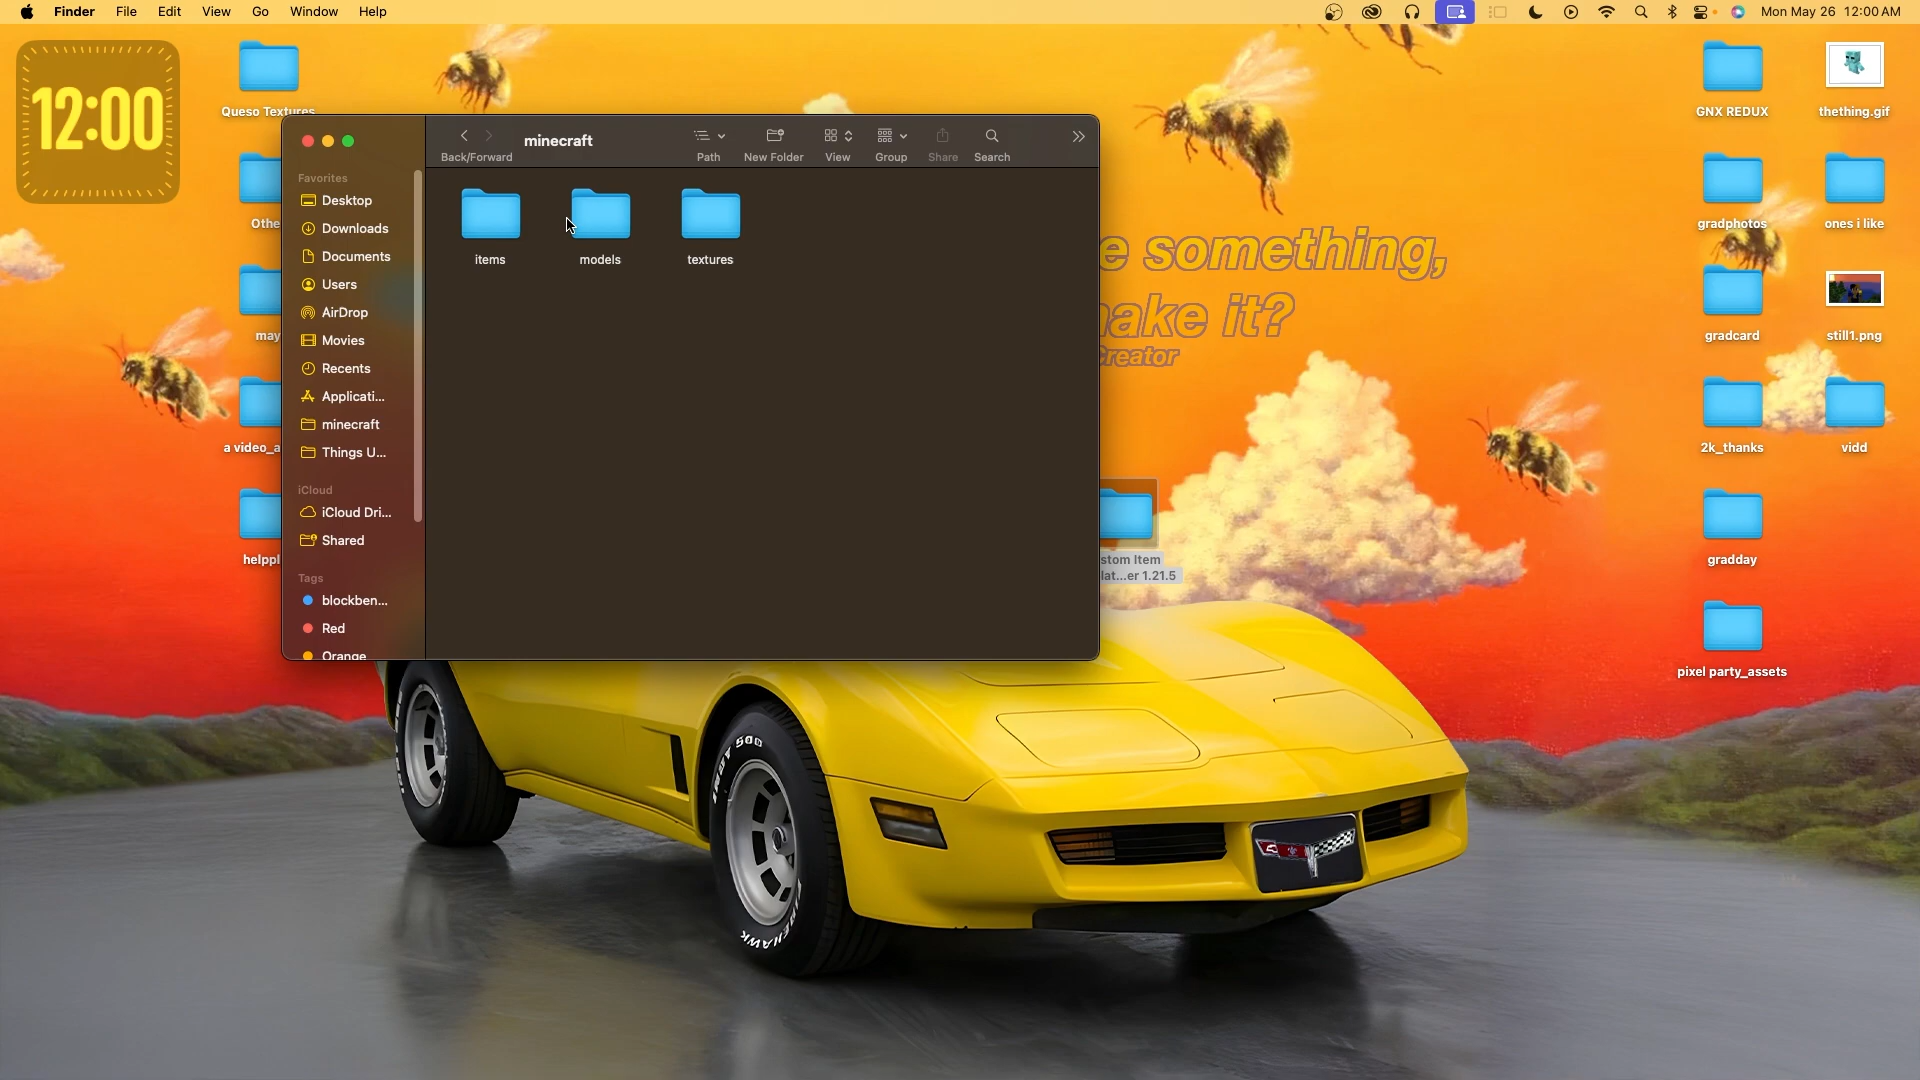 Finder File Edit View Go Window Help
Mon May 26 12:00 AM
12:00
Queso Textures
Othe
may
a video_a
helppl
minecraft
Back/Forward
Path
New Folder
View
Group
Share
Search
Favorites
Desktop
Downloads
Documents
Users
AirDrop
Movies
Recents
Applicati...
minecraft
Things U...
iCloud
iCloud Dri...
Shared
Tags
blockben...
Red
Orange
items
models
textures
e something,
ake it?
Creator
stom Item
lat...er 1.21.5
GNX REDUX
thething.gif
gradphotos
ones i like
gradcard
still1.png
2k_thanks
vidd
gradday
pixel party_assets